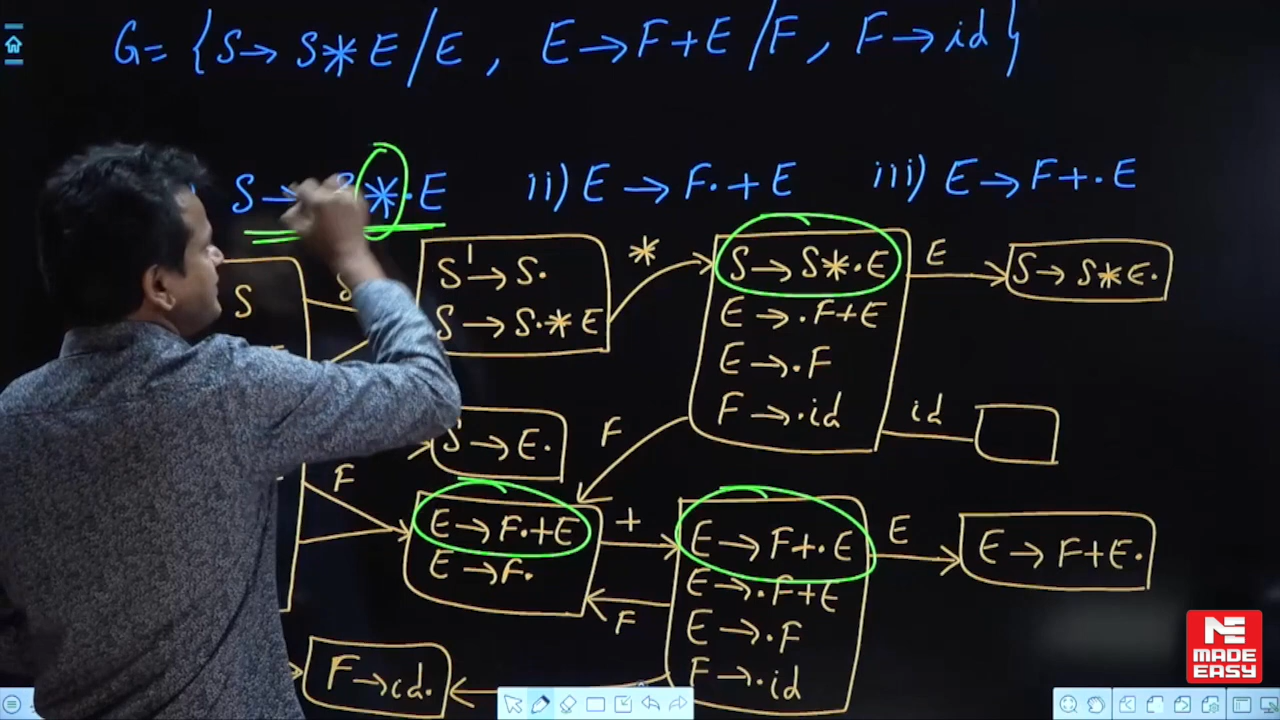 G = { S → S * E / E , E → F + E / F , F → id }
S → S * . E ii) E → F . + E iii) E → F + . E
S
S' → S .
S → S . * E
*
S → S * . E
E → . F + E
E → . F
F → . id
E
S → S * E .
id
F
→ E .
F
E → F . + E
E → F .
+
E → F + . E
E → . F + E
E → . F
F → . id
E
E → F + E .
F
F → id .
MADE
EASY